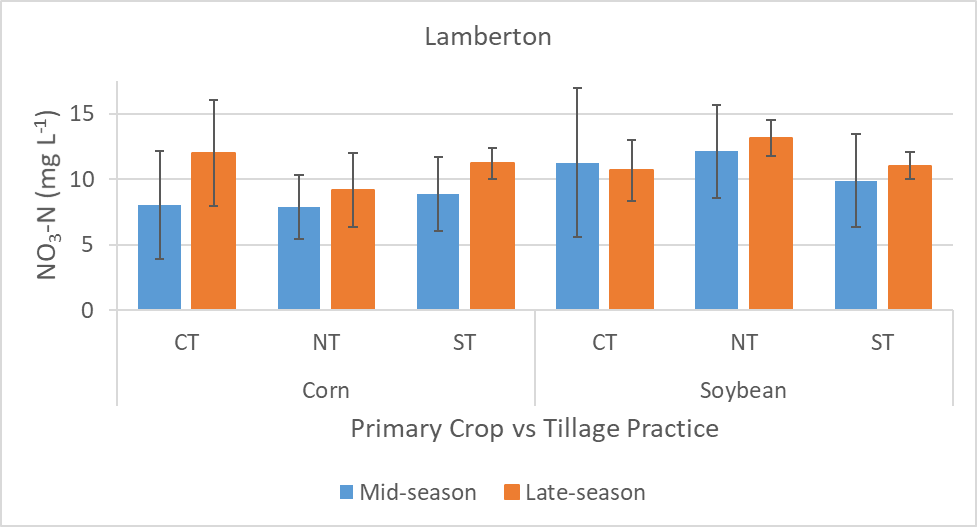 Lamberton
NO₃-N (mg L⁻¹)
15
10
5
0
CT NT ST CT NT ST
Corn Soybean
Primary Crop vs Tillage Practice
Mid-season Late-season